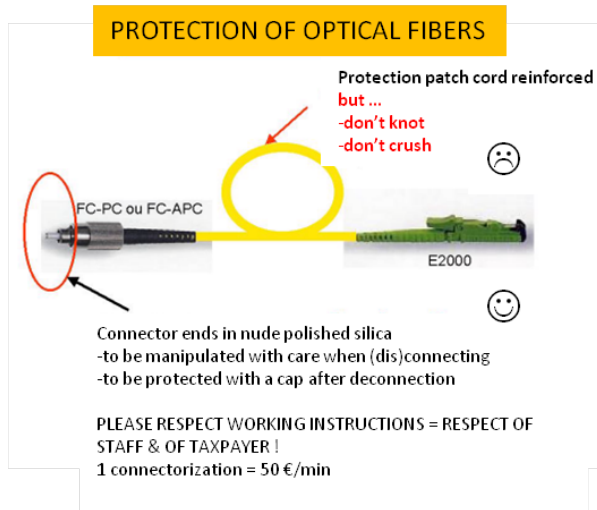 PROTECTION OF OPTICAL FIBERS
Protection patch cord reinforced
but ...
-don't knot
-don't crush
FC-PC ou FC-APC
E2000
Connector ends in nude polished silica
-to be manipulated with care when (dis)connecting
-to be protected with a cap after deconnection
PLEASE RESPECT WORKING INSTRUCTIONS = RESPECT OF
STAFF & OF TAXPAYER !
1 connectorization = 50 €/min